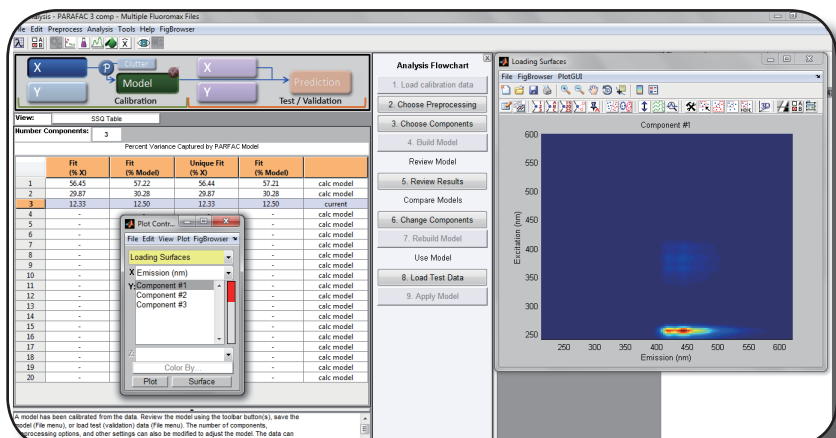 alysis - PARAFAC 3 comp - Multiple Fluoromax Files
File Edit Preprocess Analysis Tools Help FigBrowser
X
Y
P
Clutter
Model
Calibration
X
Y
Prediction
Test / Validation
View: SSQ Table
Number Components: 3
Percent Variance Captured by PARFAC Model
Fit (% X) Fit (% Model) Unique Fit (% X) Fit (% Model)
1 56.45 57.22 56.44 57.21 calc model
2 29.87 30.28 29.87 30.28 calc model
3 12.33 12.50 12.33 12.50 current
4 - - - calc model
5 - - calc model
6 - - calc model
7 - - calc model
8 - - calc model
9 - - calc model
10 - - calc model
11 - - calc model
12 - - calc model
13 - - calc model
14 - - calc model
15 - - calc model
16 - - calc model
17 - - calc model
18 - - calc model
19 - - calc model
20 - - - - calc model
A model has been calibrated from the data. Review the model using the toolbar button(s), save the
model (File menu), or load test (validation) data (File menu). The number of components,
preprocessing options, and other settings can also be modified to adjust the model. The data can
Plot Contr...
File Edit View Plot FigBrowser
Loading Surfaces
X Emission (nm)
Y: Component #1
Component #2
Component #3
Z:
Color By...
Plot Surface
Analysis Flowchart
1. Load calibration data
2. Choose Preprocessing
3. Choose Components
4. Build Model
Review Model
5. Review Results
Compare Models
6. Change Components
7. Rebuild Model
Use Model
8. Load Test Data
9. Apply Model
Loading Surfaces
File FigBrowser PlotGUI
3D
Component #1
Excitation (nm)
600
550
500
450
400
350
300
250
250 300 350 400 450 500 550 600
Emission (nm)